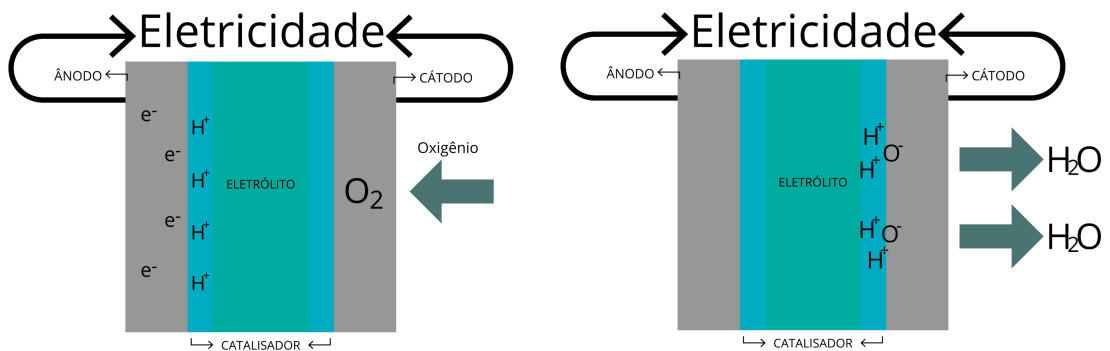 Eletricidade
ÂNODO
CÁTODO
e-
H+
e-
H+
ELETRÓLITO
e-
H+
e-
H+
Oxigênio
O2
CATALISADOR
Eletricidade
ÂNODO
CÁTODO
H+
O-
H+
ELETRÓLITO
H+
O-
H+
H2O
H2O
CATALISADOR